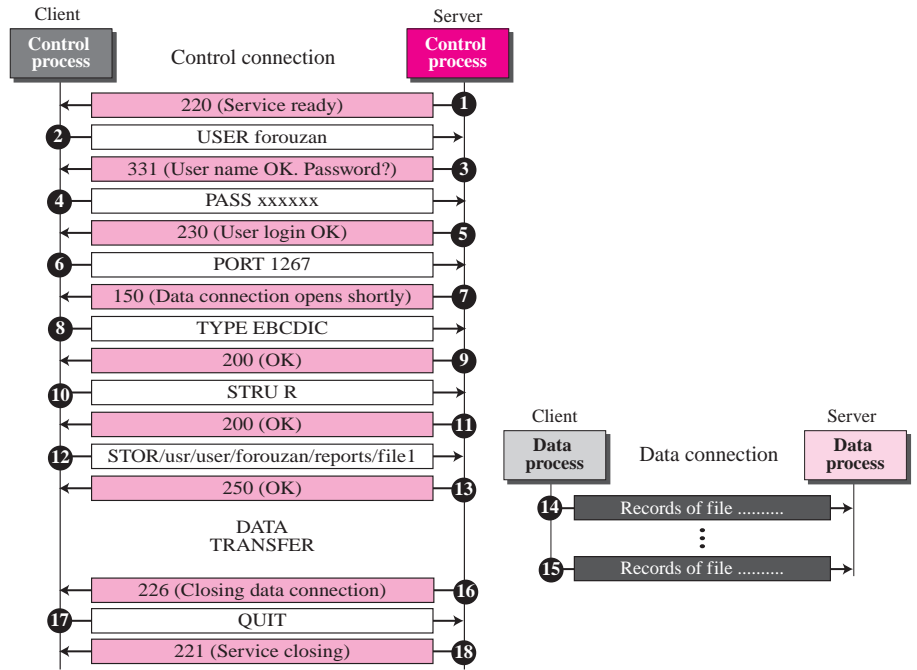 Client
Server
Control
process
Control connection
Control
process
220 (Service ready)
1
2
USER forouzan
331 (User name OK. Password?)
3
4
PASS xxxxxx
230 (User login OK)
5
6
PORT 1267
150 (Data connection opens shortly)
7
8
TYPE EBCDIC
200 (OK)
9
10
STRU R
200 (OK)
11
12
STOR/usr/user/forouzan/reports/file1
250 (OK)
13
DATA
TRANSFER
226 (Closing data connection)
16
17
QUIT
221 (Service closing)
18
Client
Server
Data
process
Data connection
Data
process
14
Records of file ..........
15
Records of file ..........